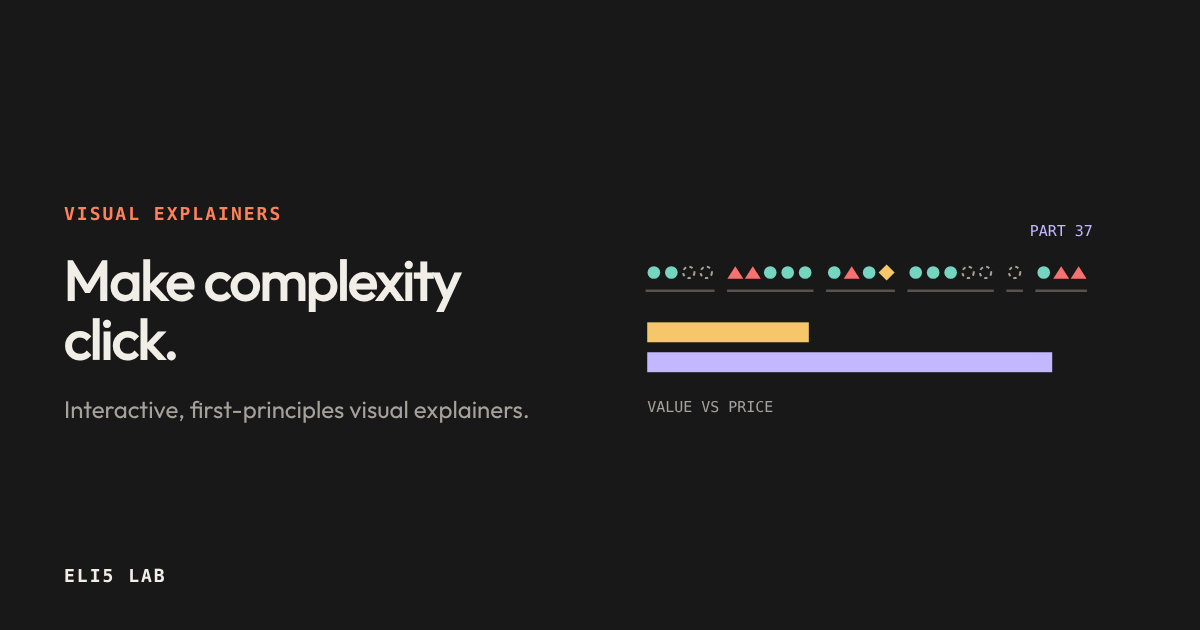 VISUAL EXPLAINERS
Make complexity
click.
Interactive, first-principles visual explainers.
ELI5 LAB
PART 37
VALUE VS PRICE